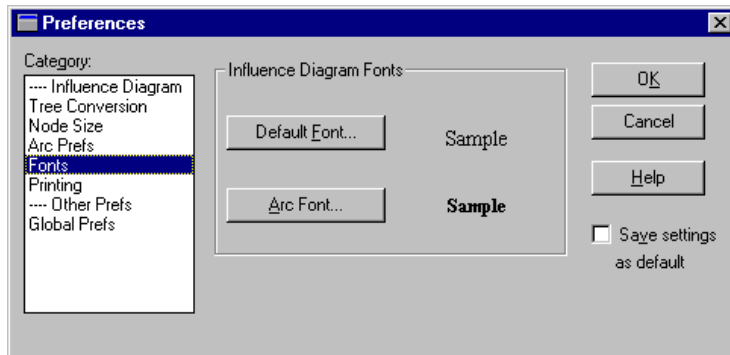 Preferences
Category:
---- Influence Diagram
Tree Conversion
Node Size
Arc Prefs
Fonts
Printing
---- Other Prefs
Global Prefs
Influence Diagram Fonts
Default Font...
Sample
Arc Font...
Sample
OK
Cancel
Help
Save settings
as default